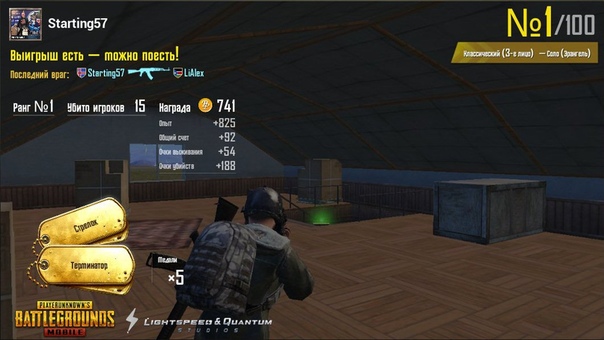 Starting57
№1/100
Классический (3-е лицо) — Соло (Эрангель)
Выигрыш есть — можно поесть!
Последний враг: Starting57 LiAlex
Ранг №1 Убито игроков 15 Награда 741
Опыт +825
Общий счет +92
Очки выживания +54
Очки убийств +188
Стрелок
Терминатор
Медали
×5
PLAYERUNKNOWN'S
BATTLEGROUNDS
MOBILE
LIGHTSPEED & QUANTUM
STUDIOS